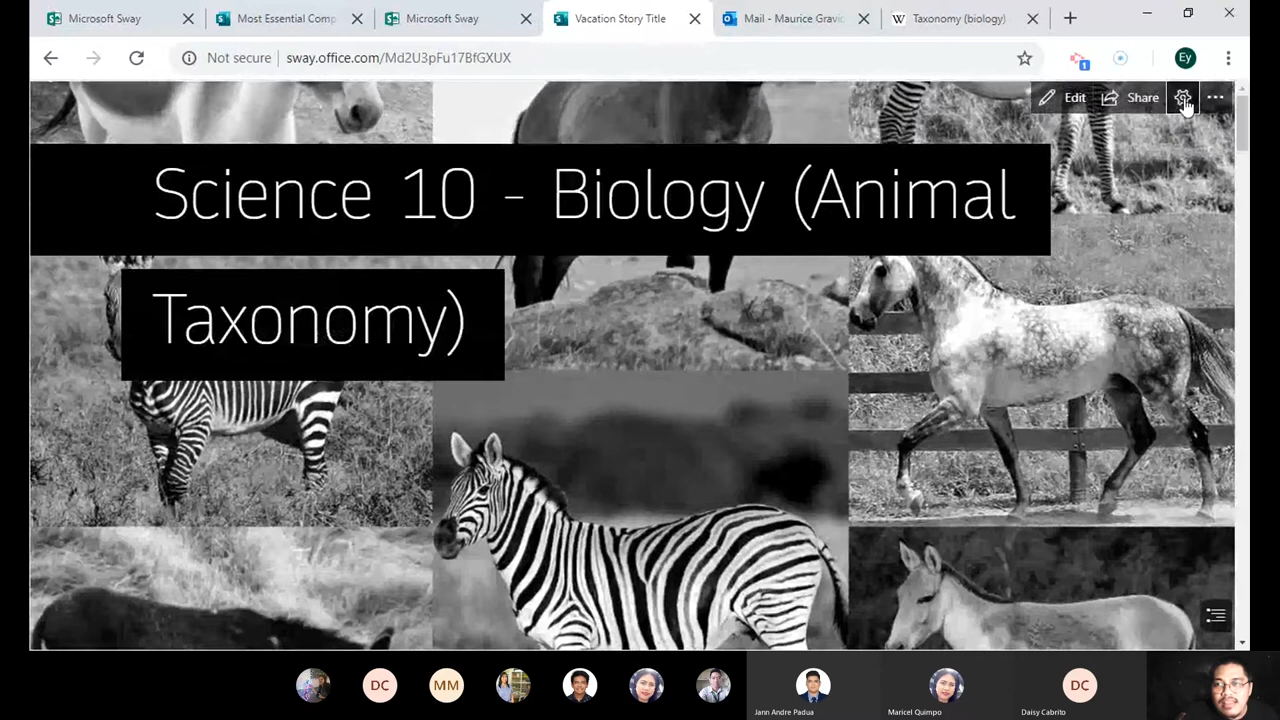 Microsoft Sway
Most Essential Comp
Microsoft Sway
Vacation Story Title
Mail - Maurice Gravid
W Taxonomy (biology)
Not secure sway.office.com/Md2U3pFu17BfGXUX
1
Ey
Edit
Share
Science 10 - Biology (Animal
Taxonomy)
DC
MM
DC
Jann Andre Padua
Maricel Quimpo
Daisy Cabrito